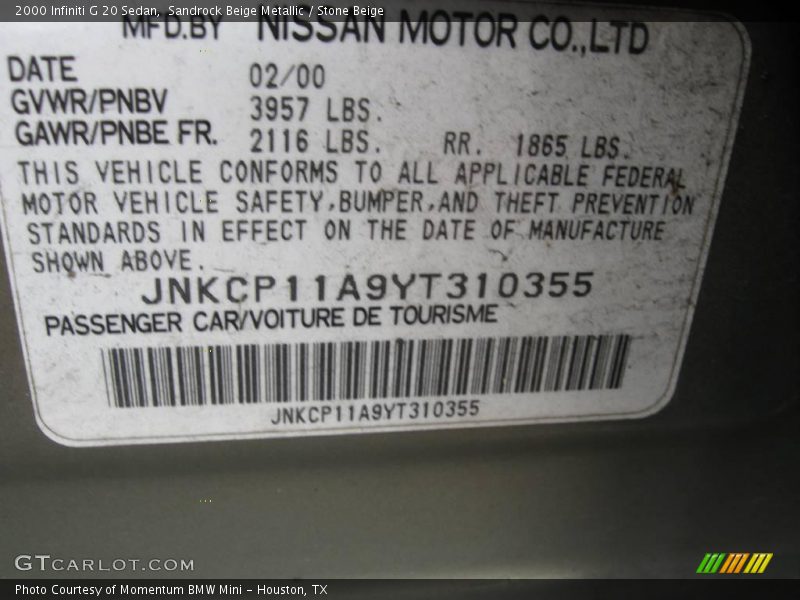 2000 Infiniti G 20 Sedan, Sandrock Beige Metallic / Stone Beige
MFD.BY NISSAN MOTOR CO.,LTD
DATE 02/00
GVWR/PNBV 3957 LBS.
GAWR/PNBE FR. 2116 LBS. RR. 1865 LBS.
THIS VEHICLE CONFORMS TO ALL APPLICABLE FEDERAL
MOTOR VEHICLE SAFETY,BUMPER,AND THEFT PREVENTION
STANDARDS IN EFFECT ON THE DATE OF MANUFACTURE
SHOWN ABOVE.
JNKCP11A9YT310355
PASSENGER CAR/VOITURE DE TOURISME
JNKCP11A9YT310355
GTCARLOT.COM
Photo Courtesy of Momentum BMW Mini - Houston, TX